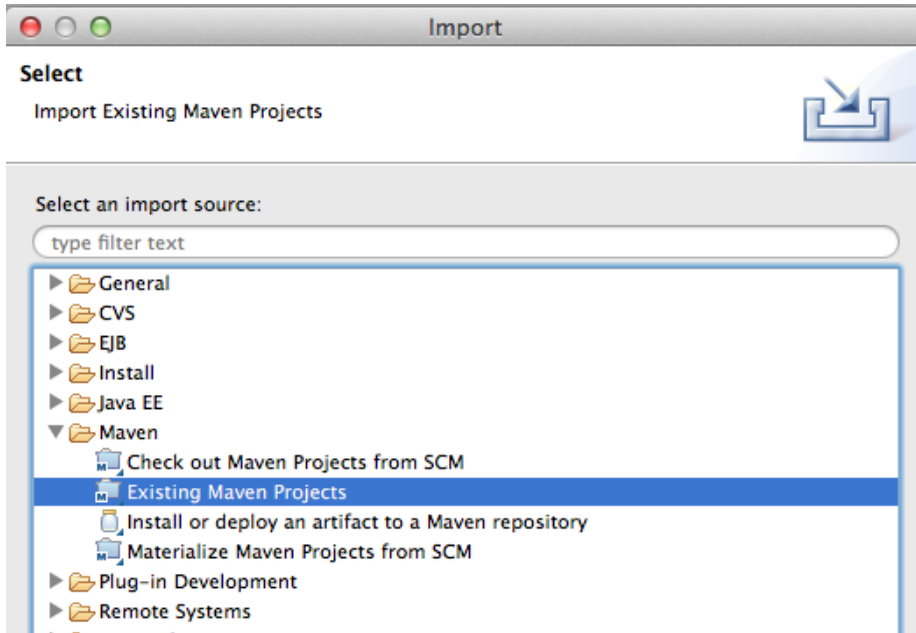 Import
Select
Import Existing Maven Projects
Select an import source:
type filter text
General
CVS
EJB
Install
Java EE
Maven
Check out Maven Projects from SCM
Existing Maven Projects
Install or deploy an artifact to a Maven repository
Materialize Maven Projects from SCM
Plug-in Development
Remote Systems